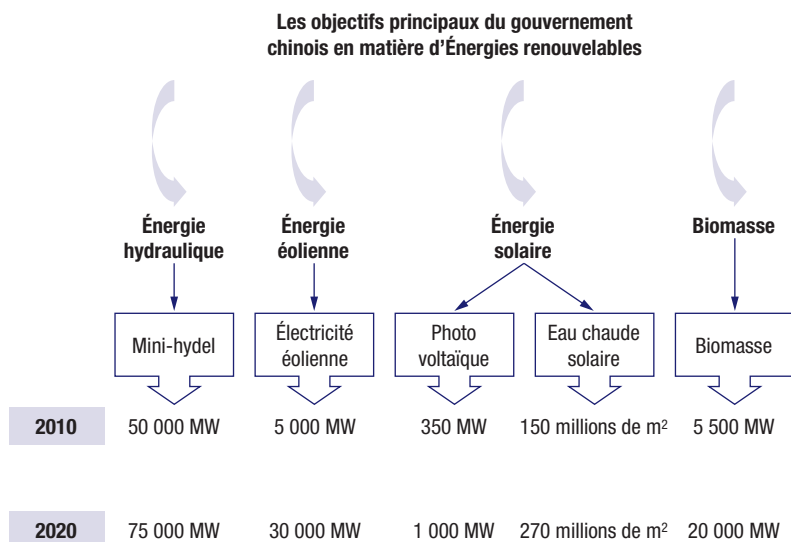 Les objectifs principaux du gouvernement
chinois en matière d’Énergies renouvelables
Énergie
hydraulique
Énergie
éolienne
Énergie
solaire
Biomasse
Mini-hydel
Électricité
éolienne
Photo
voltaïque
Eau chaude
solaire
Biomasse
2010 50 000 MW 5 000 MW 350 MW 150 millions de m² 5 500 MW
2020 75 000 MW 30 000 MW 1 000 MW 270 millions de m² 20 000 MW